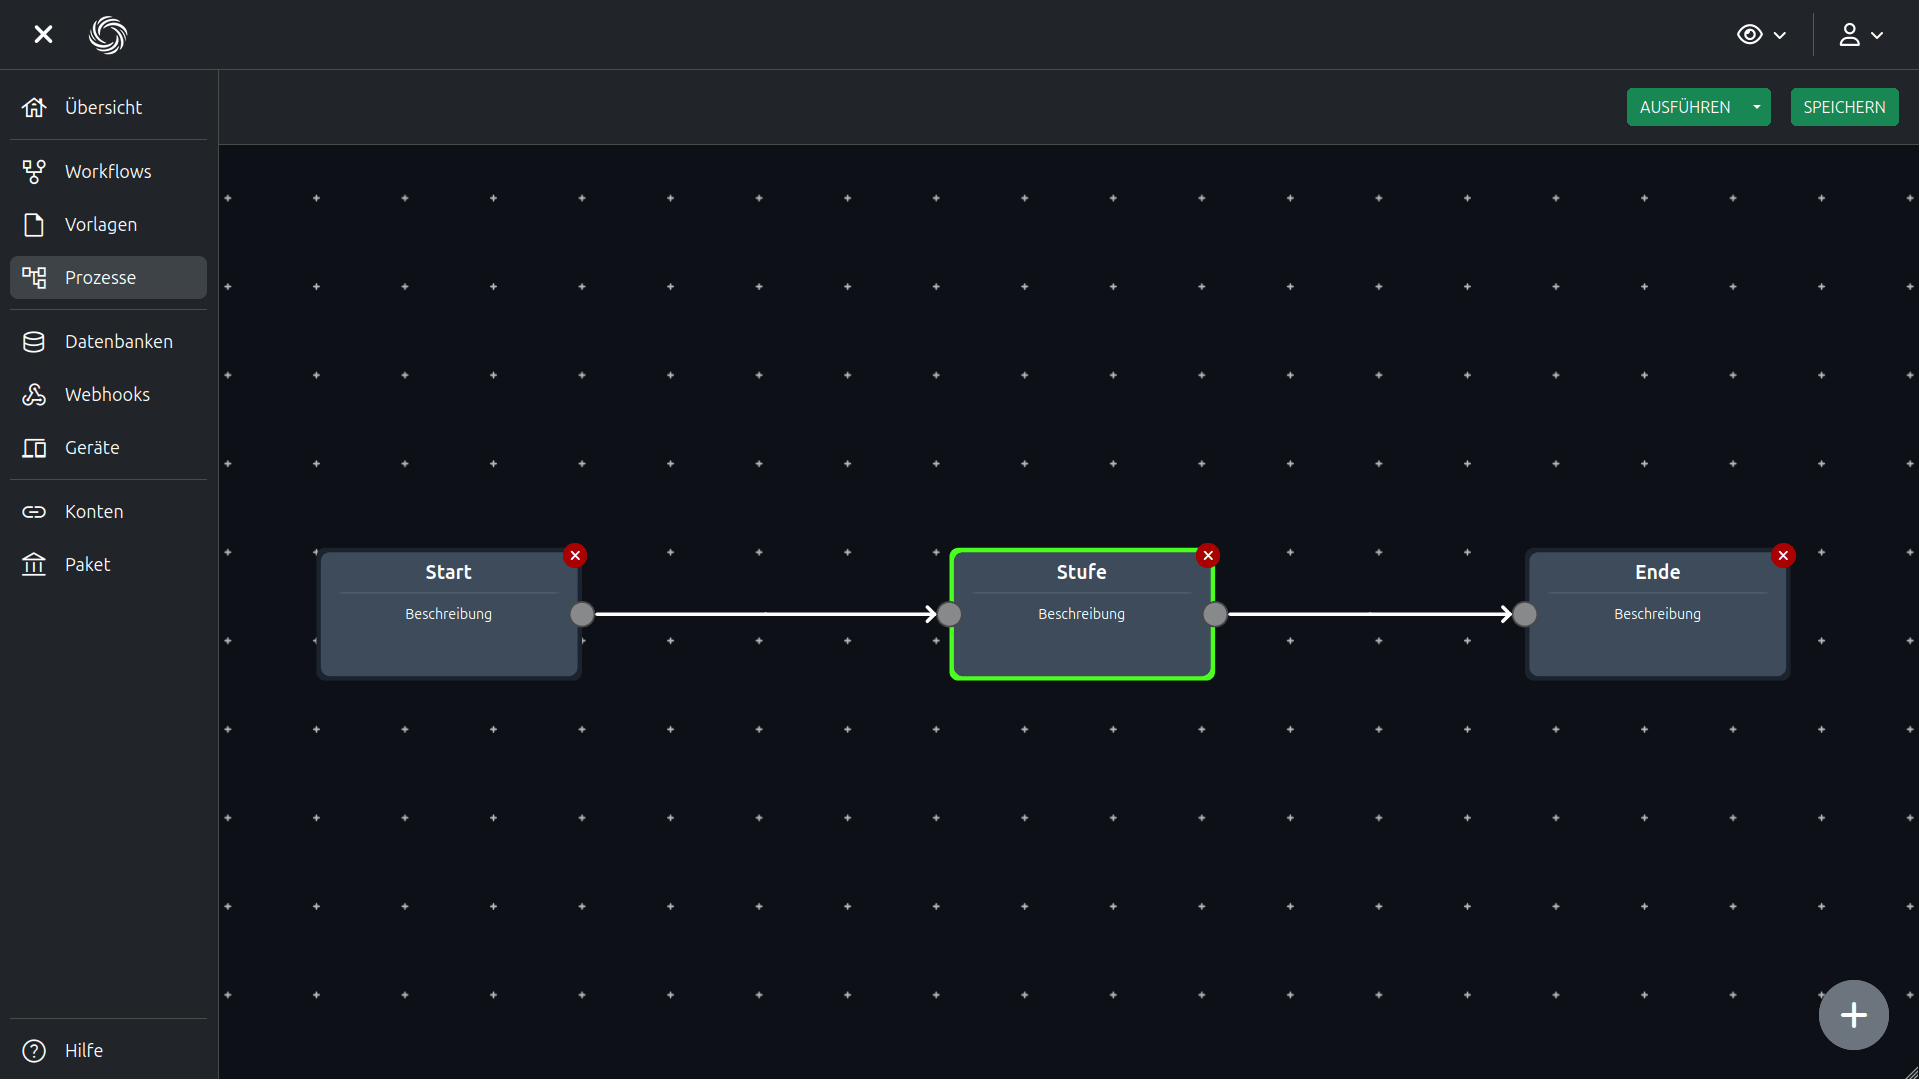 Übersicht
AUSFÜHREN
SPEICHERN
Workflows
Vorlagen
Prozesse
Datenbanken
Webhooks
Geräte
Konten
Paket
Start
Beschreibung
Stufe
Beschreibung
Ende
Beschreibung
Hilfe